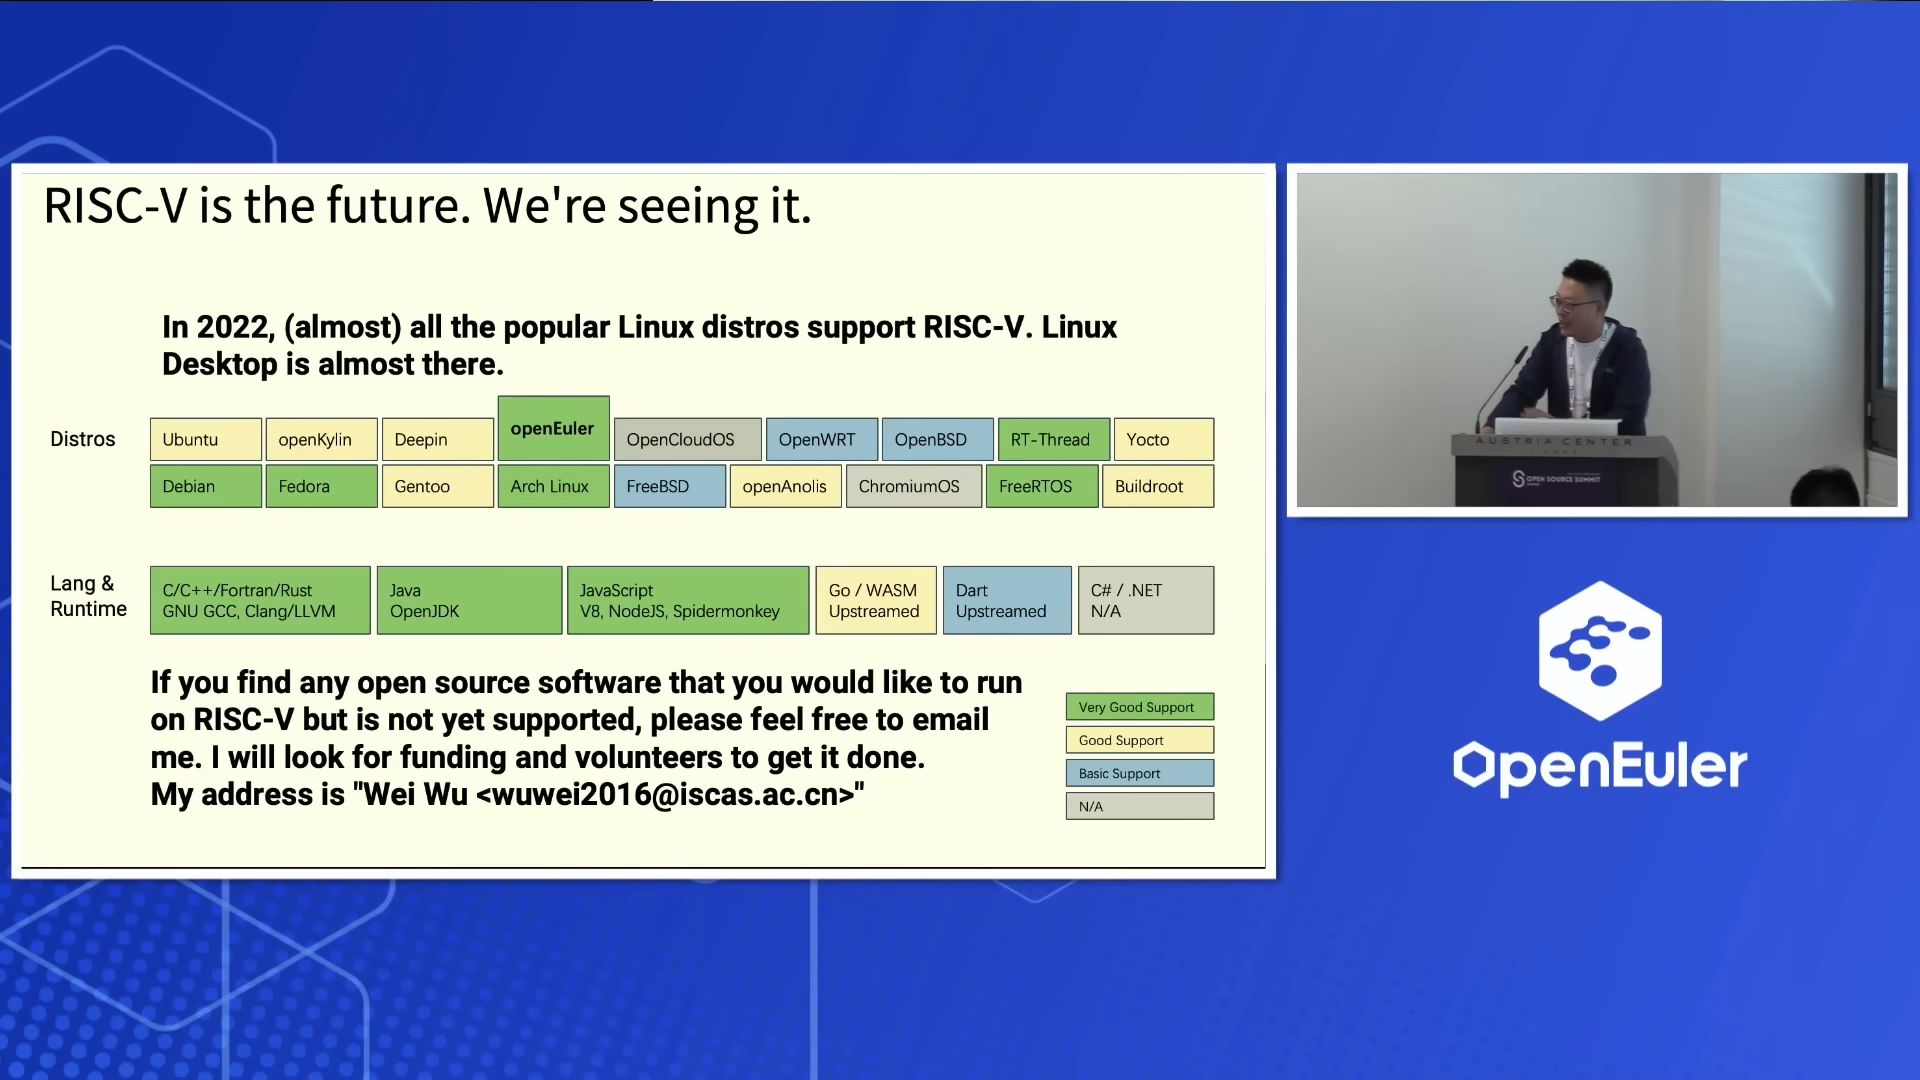 RISC-V is the future. We're seeing it.
In 2022, (almost) all the popular Linux distros support RISC-V. Linux
Desktop is almost there.
Distros
Ubuntu
openKylin
Deepin
openEuler
OpenCloudOS
OpenWRT
OpenBSD
RT-Thread
Yocto
Debian
Fedora
Gentoo
Arch Linux
FreeBSD
openAnolis
ChromiumOS
FreeRTOS
Buildroot
Lang &
Runtime
C/C++/Fortran/Rust
GNU GCC, Clang/LLVM
Java
OpenJDK
JavaScript
V8, NodeJS, Spidermonkey
Go / WASM
Upstreamed
Dart
Upstreamed
C# / .NET
N/A
If you find any open source software that you would like to run
on RISC-V but is not yet supported, please feel free to email
me. I will look for funding and volunteers to get it done.
My address is "Wei Wu <wuwei2016@iscas.ac.cn>"
Very Good Support
Good Support
Basic Support
N/A
AUSTRIA CENTER
OPEN SOURCE SUMMIT
OpenEuler